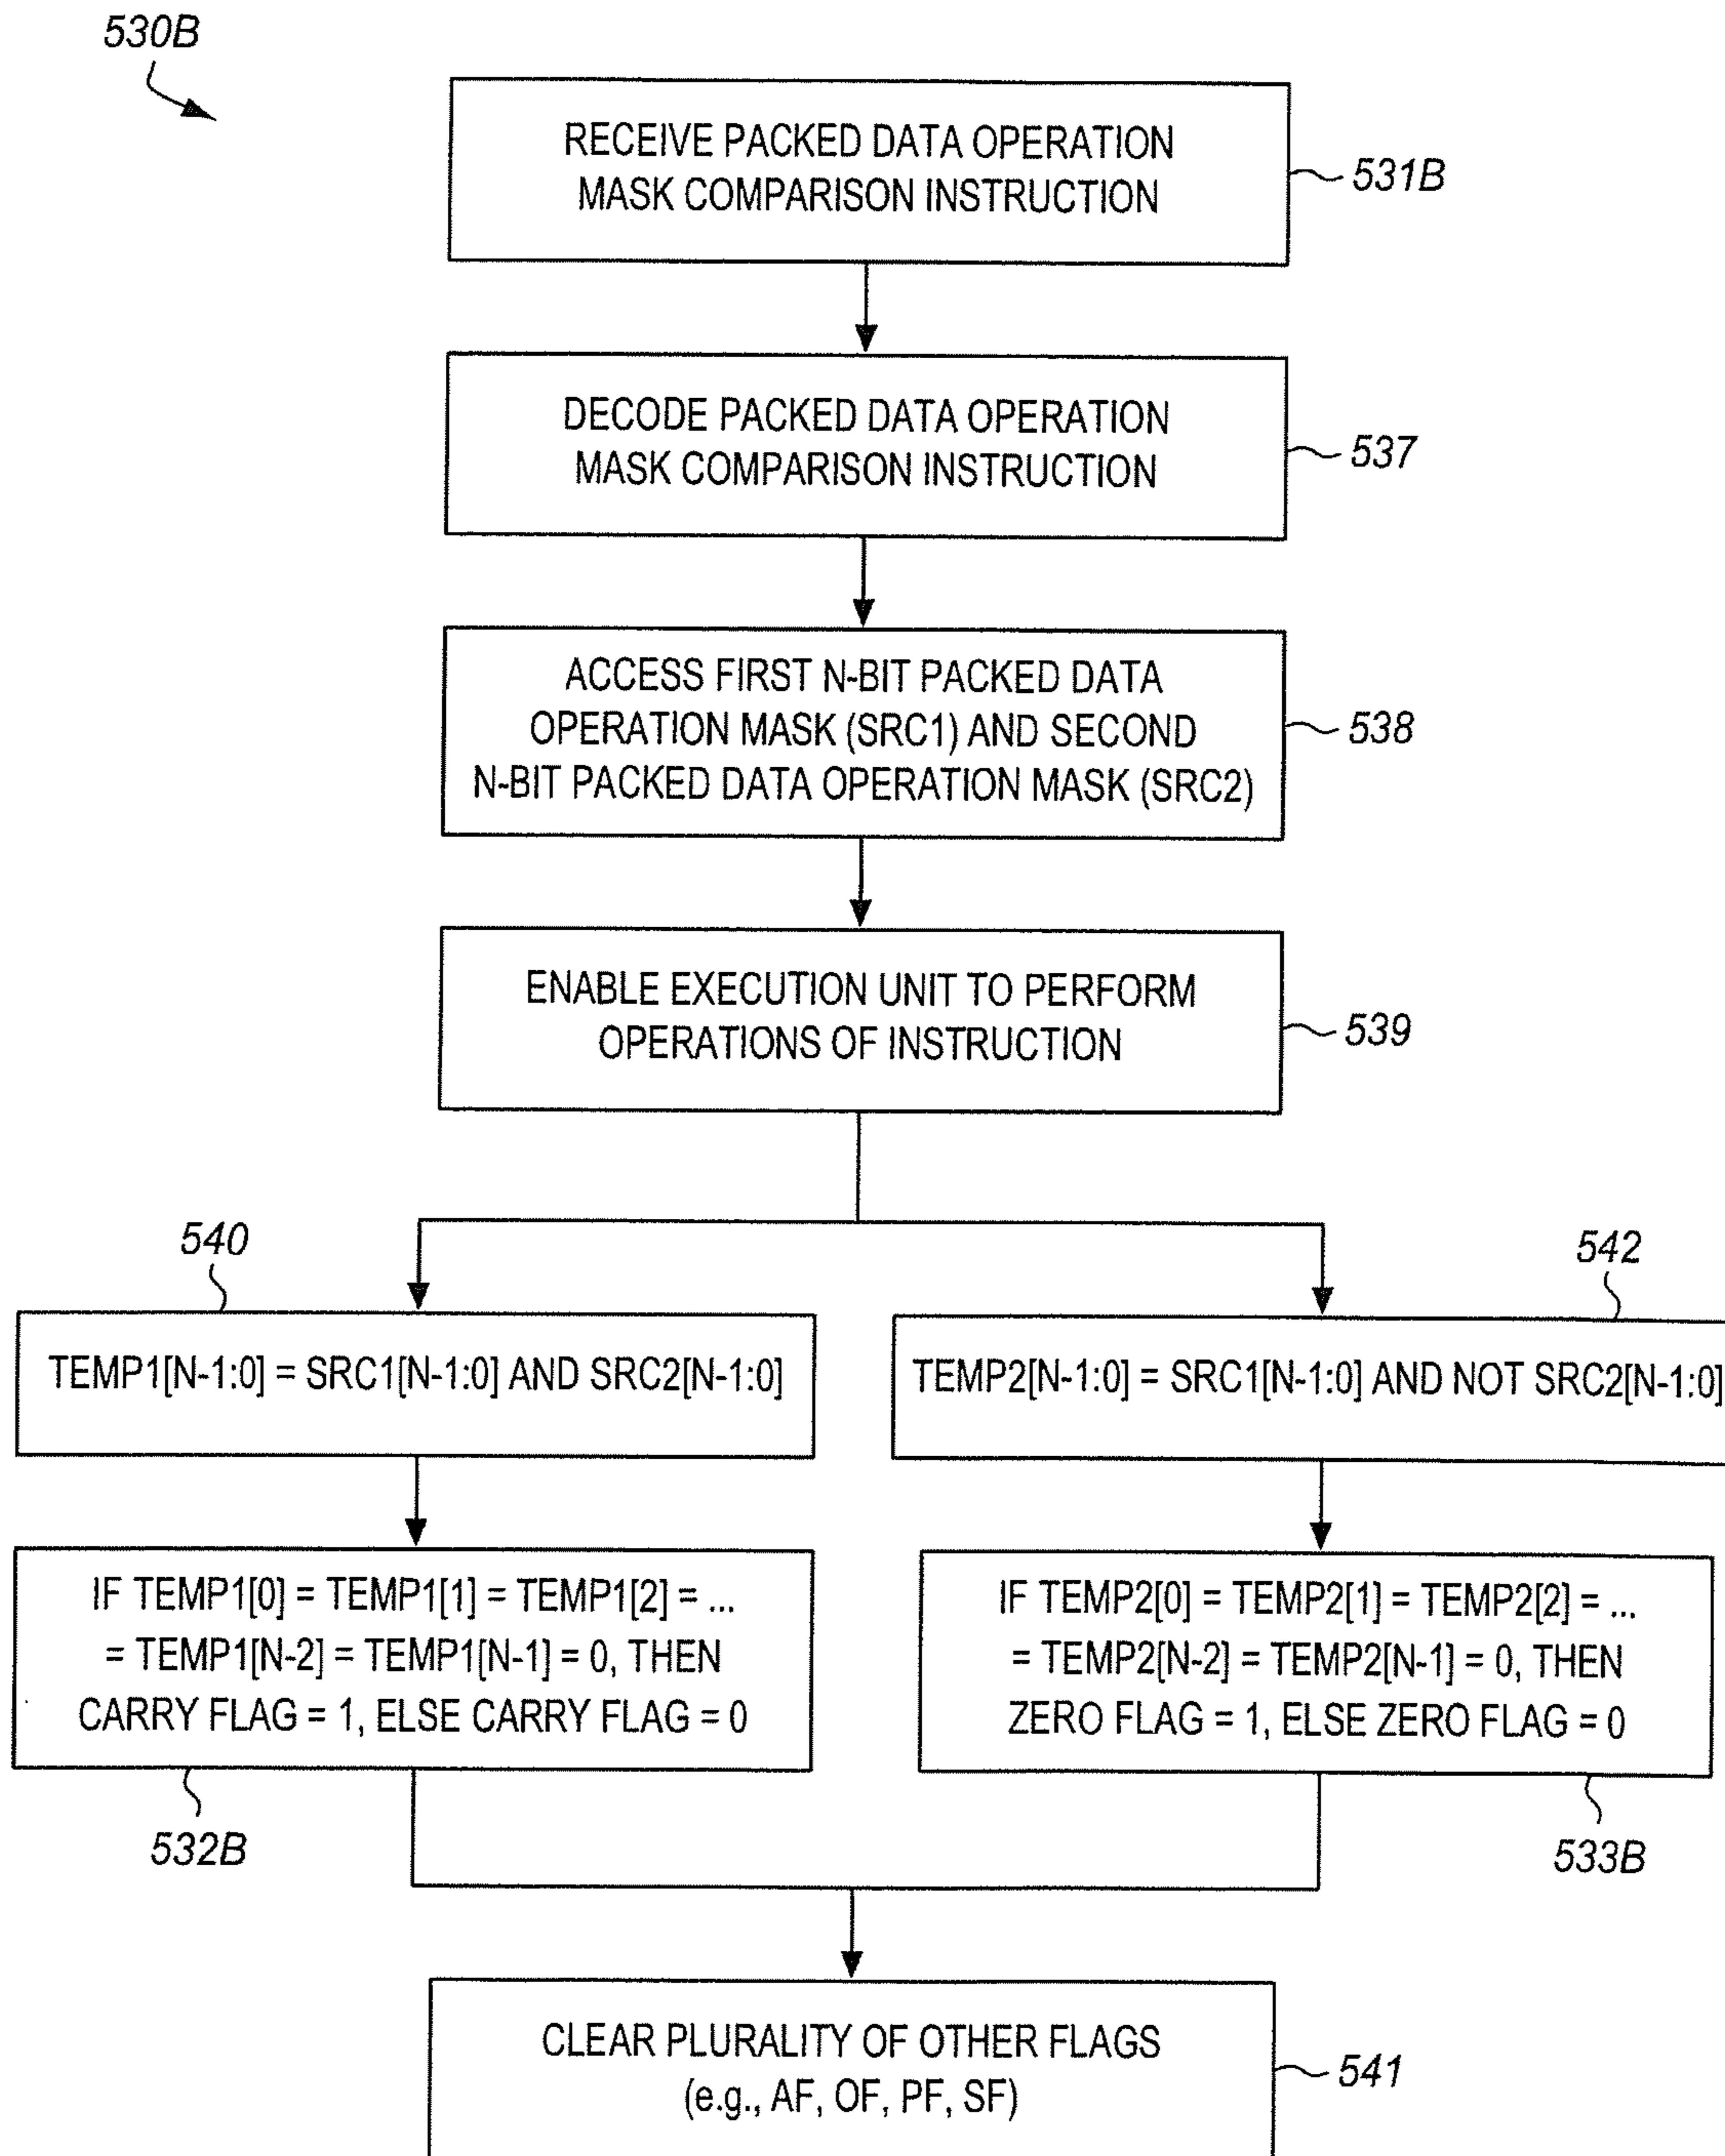 530B
RECEIVE PACKED DATA OPERATION
MASK COMPARISON INSTRUCTION
531B
DECODE PACKED DATA OPERATION
MASK COMPARISON INSTRUCTION
537
ACCESS FIRST N-BIT PACKED DATA
OPERATION MASK (SRC1) AND SECOND
N-BIT PACKED DATA OPERATION MASK (SRC2)
538
ENABLE EXECUTION UNIT TO PERFORM
OPERATIONS OF INSTRUCTION
539
540
TEMP1[N-1:0] = SRC1[N-1:0] AND SRC2[N-1:0]
542
TEMP2[N-1:0] = SRC1[N-1:0] AND NOT SRC2[N-1:0]
IF TEMP1[0] = TEMP1[1] = TEMP1[2] = ...
= TEMP1[N-2] = TEMP1[N-1] = 0, THEN
CARRY FLAG = 1, ELSE CARRY FLAG = 0
532B
IF TEMP2[0] = TEMP2[1] = TEMP2[2] = ...
= TEMP2[N-2] = TEMP2[N-1] = 0, THEN
ZERO FLAG = 1, ELSE ZERO FLAG = 0
533B
CLEAR PLURALITY OF OTHER FLAGS
(e.g., AF, OF, PF, SF)
541